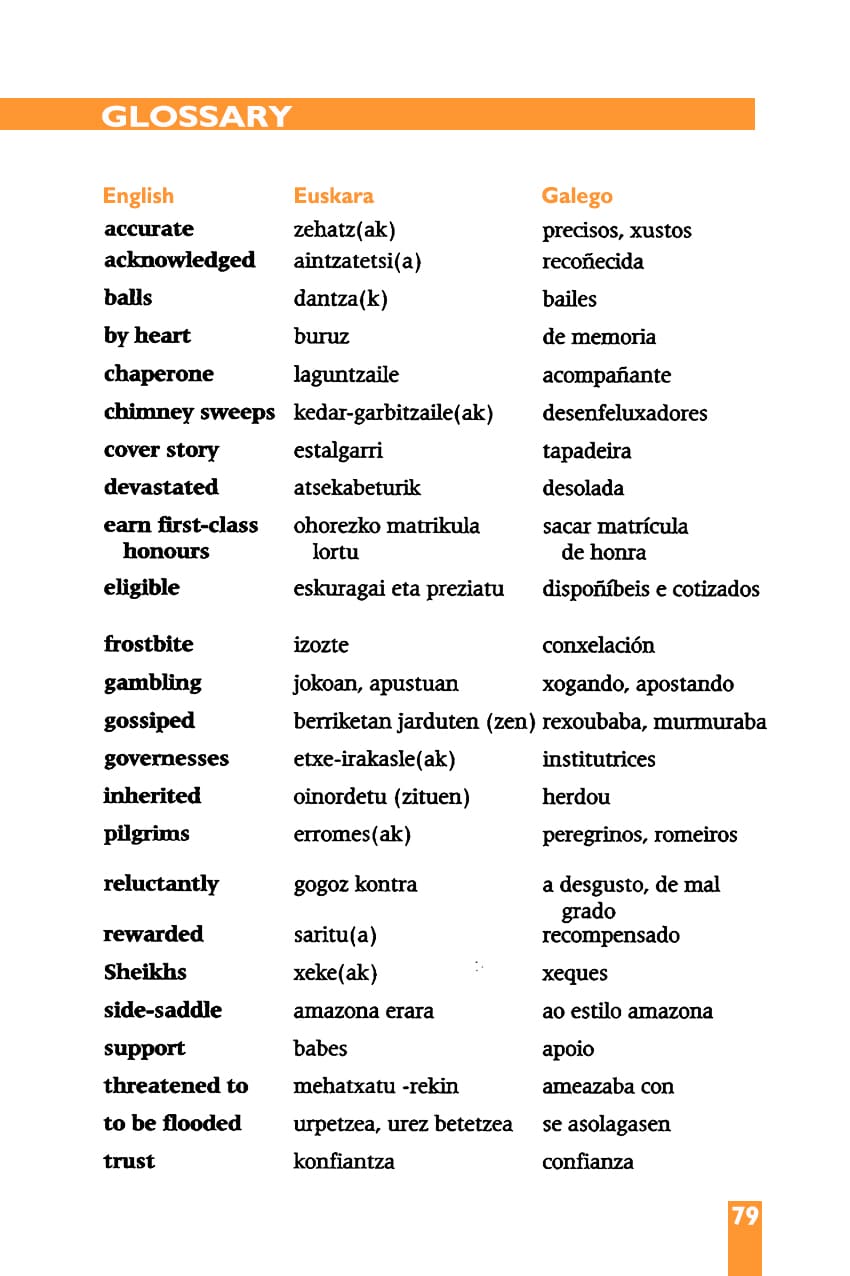 GLOSSARY
English Euskara Galego
accurate zehatz(ak) precisos, xustos
acknowledged aintzatetsi(a) recoñecida
balls dantza(k) bailes
by heart buruz de memoria
chaperone laguntzaile acompañante
chimney sweeps kedar-garbitzaile(ak) desenfeluxadores
cover story estalgarri tapadeira
devastated atsekabeturik desolada
earn first-class ohorezko matrikula sacar matrícula
honours lortu de honra
eligible eskuragai eta preziatu dispoñíbeis e cotizados
frostbite izozte conxelación
gambling jokoan, apustuan xogando, apostando
gossiped berriketan jarduten (zen) rexoubaba, murmuraba
governesses etxe-irakasle(ak) institutrices
inherited oinordetu (zituen) herdou
pilgrims erromes(ak) peregrinos, romeiros
reluctantly gogoz kontra a desgusto, de mal
grado
rewarded saritu(a) recompensado
Sheikhs xeke(ak) xeques
side-saddle amazona erara ao estilo amazona
support babes apoio
threatened to mehatxatu -rekin ameazaba con
to be flooded urpetzea, urez betetzea se asolagasen
trust konfiantza confianza
79